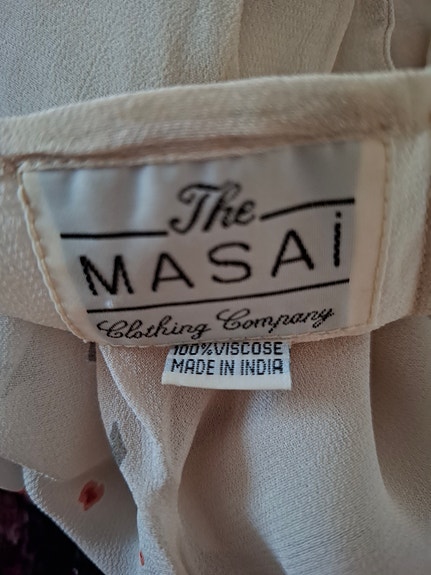 The
MASAi
Clothing Company
100% VISCOSE
MADE IN INDIA